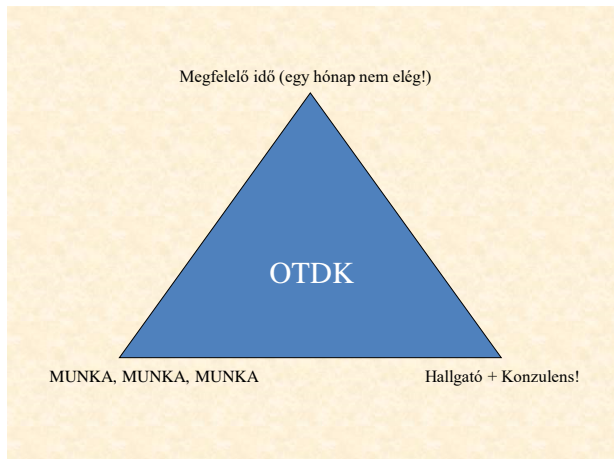 Megfelelő idő (egy hónap nem elég!)
OTDK
MUNKA, MUNKA, MUNKA
Hallgató + Konzulens!